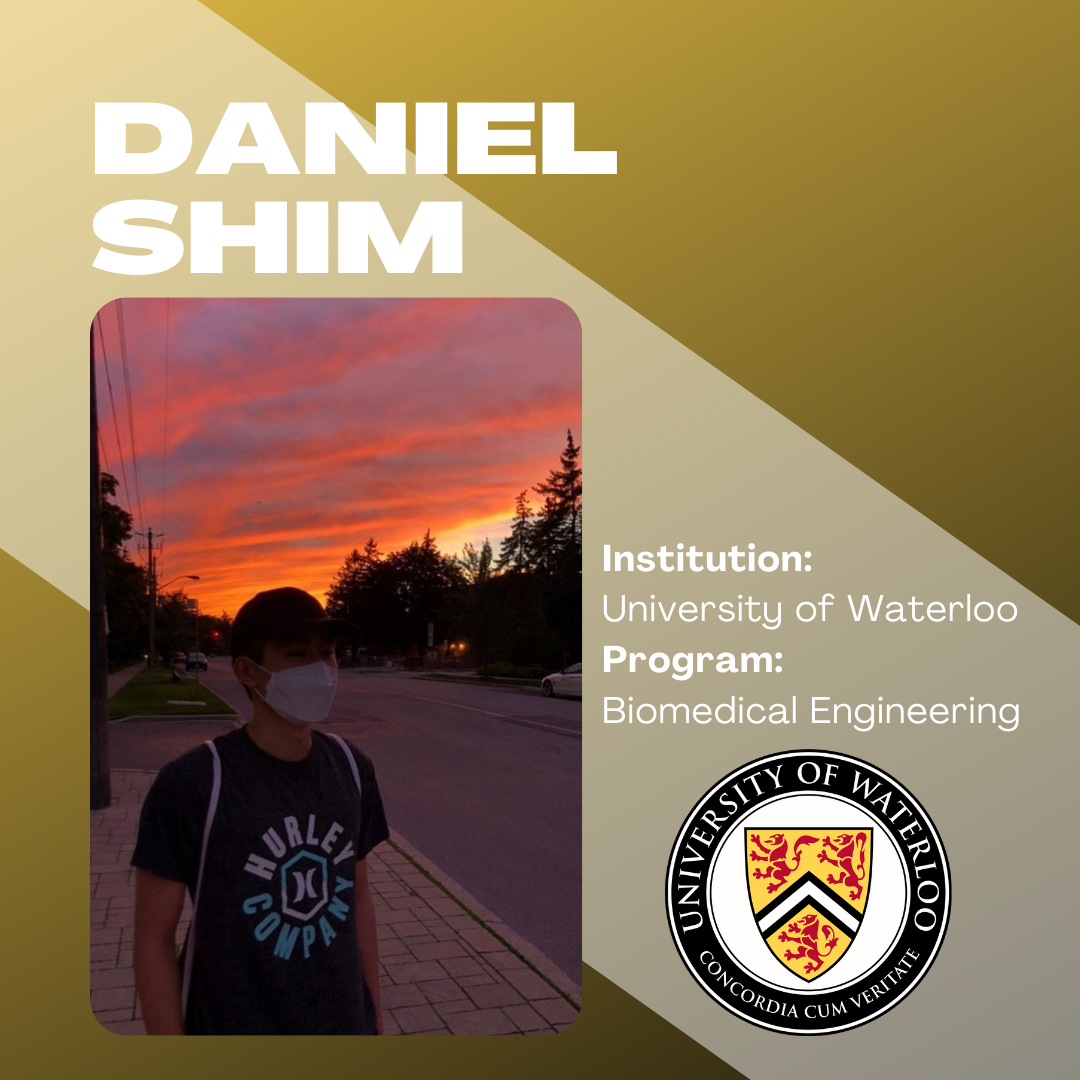 DANIEL
SHIM
Institution:
University of Waterloo
Program:
Biomedical Engineering
HURLEY
COMPANY
UNIVERSITY OF WATERLOO
CONCORDIA CUM VERITATE